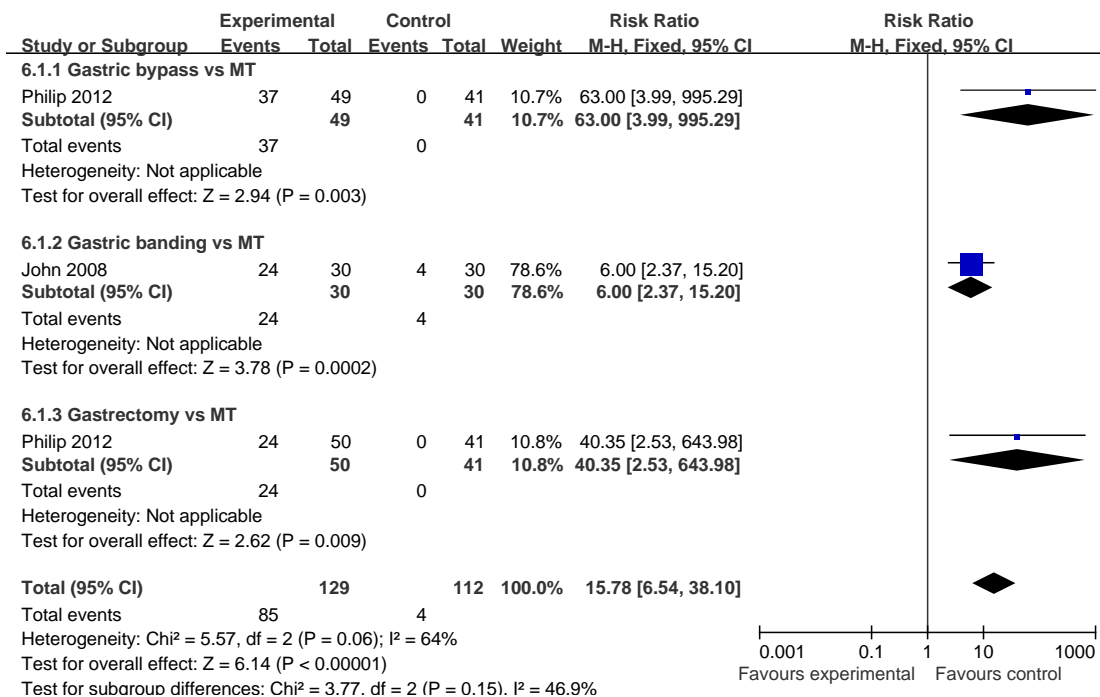 Experimental Control Risk Ratio Risk Ratio
Study or Subgroup Events Total Events Total Weight M-H, Fixed, 95% CI M-H, Fixed, 95% CI
6.1.1 Gastric bypass vs MT
Philip 2012 37 49 0 41 10.7% 63.00 [3.99, 995.29]
Subtotal (95% CI) 49 41 10.7% 63.00 [3.99, 995.29]
Total events 37 0
Heterogeneity: Not applicable
Test for overall effect: Z = 2.94 (P = 0.003)
6.1.2 Gastric banding vs MT
John 2008 24 30 4 30 78.6% 6.00 [2.37, 15.20]
Subtotal (95% CI) 30 30 78.6% 6.00 [2.37, 15.20]
Total events 24 4
Heterogeneity: Not applicable
Test for overall effect: Z = 3.78 (P = 0.0002)
6.1.3 Gastrectomy vs MT
Philip 2012 24 50 0 41 10.8% 40.35 [2.53, 643.98]
Subtotal (95% CI) 50 41 10.8% 40.35 [2.53, 643.98]
Total events 24 0
Heterogeneity: Not applicable
Test for overall effect: Z = 2.62 (P = 0.009)
Total (95% CI) 129 112 100.0% 15.78 [6.54, 38.10]
Total events 85 4
Heterogeneity: Chi² = 5.57, df = 2 (P = 0.06); I² = 64%
Test for overall effect: Z = 6.14 (P < 0.00001)
Test for subgroup differences: Chi² = 3.77, df = 2 (P = 0.15), I² = 46.9%
0.001 0.1 1 10 1000
Favours experimental Favours control